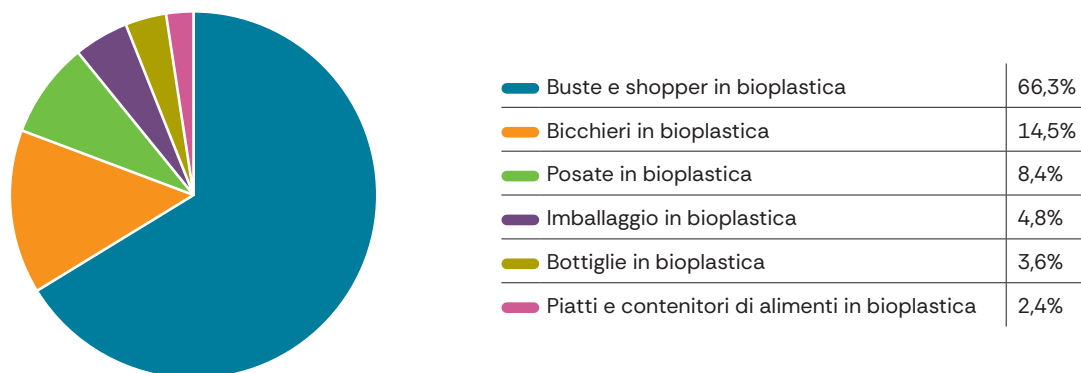 Buste e shopper in bioplastica 66,3%
Bicchieri in bioplastica 14,5%
Posate in bioplastica 8,4%
Imballaggio in bioplastica 4,8%
Bottiglie in bioplastica 3,6%
Piatti e contenitori di alimenti in bioplastica 2,4%